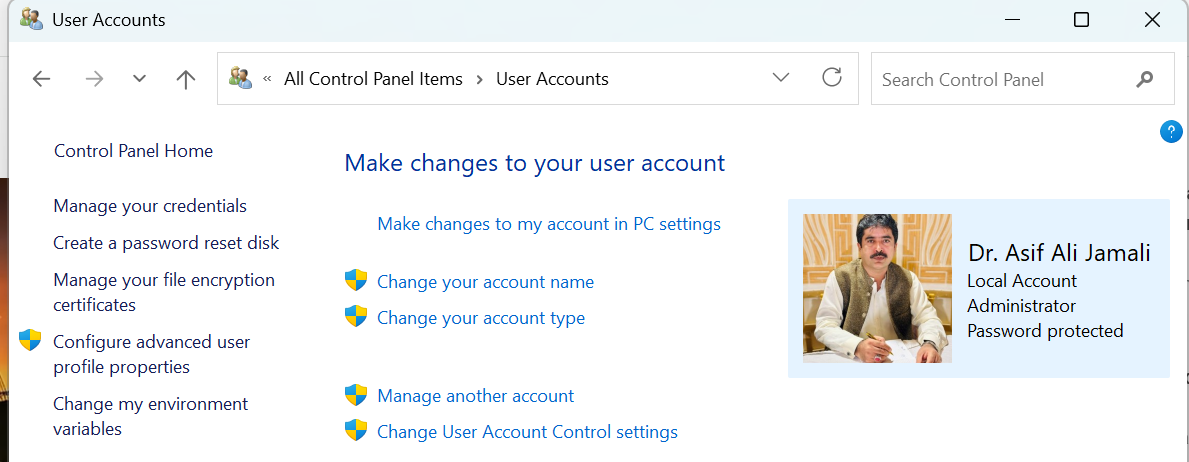 User Accounts
« All Control Panel Items › User Accounts
Search Control Panel
?
Control Panel Home
Manage your credentials
Create a password reset disk
Manage your file encryption
certificates
Configure advanced user
profile properties
Change my environment
variables
Make changes to your user account
Make changes to my account in PC settings
Change your account name
Change your account type
Manage another account
Change User Account Control settings
Dr. Asif Ali Jamali
Local Account
Administrator
Password protected